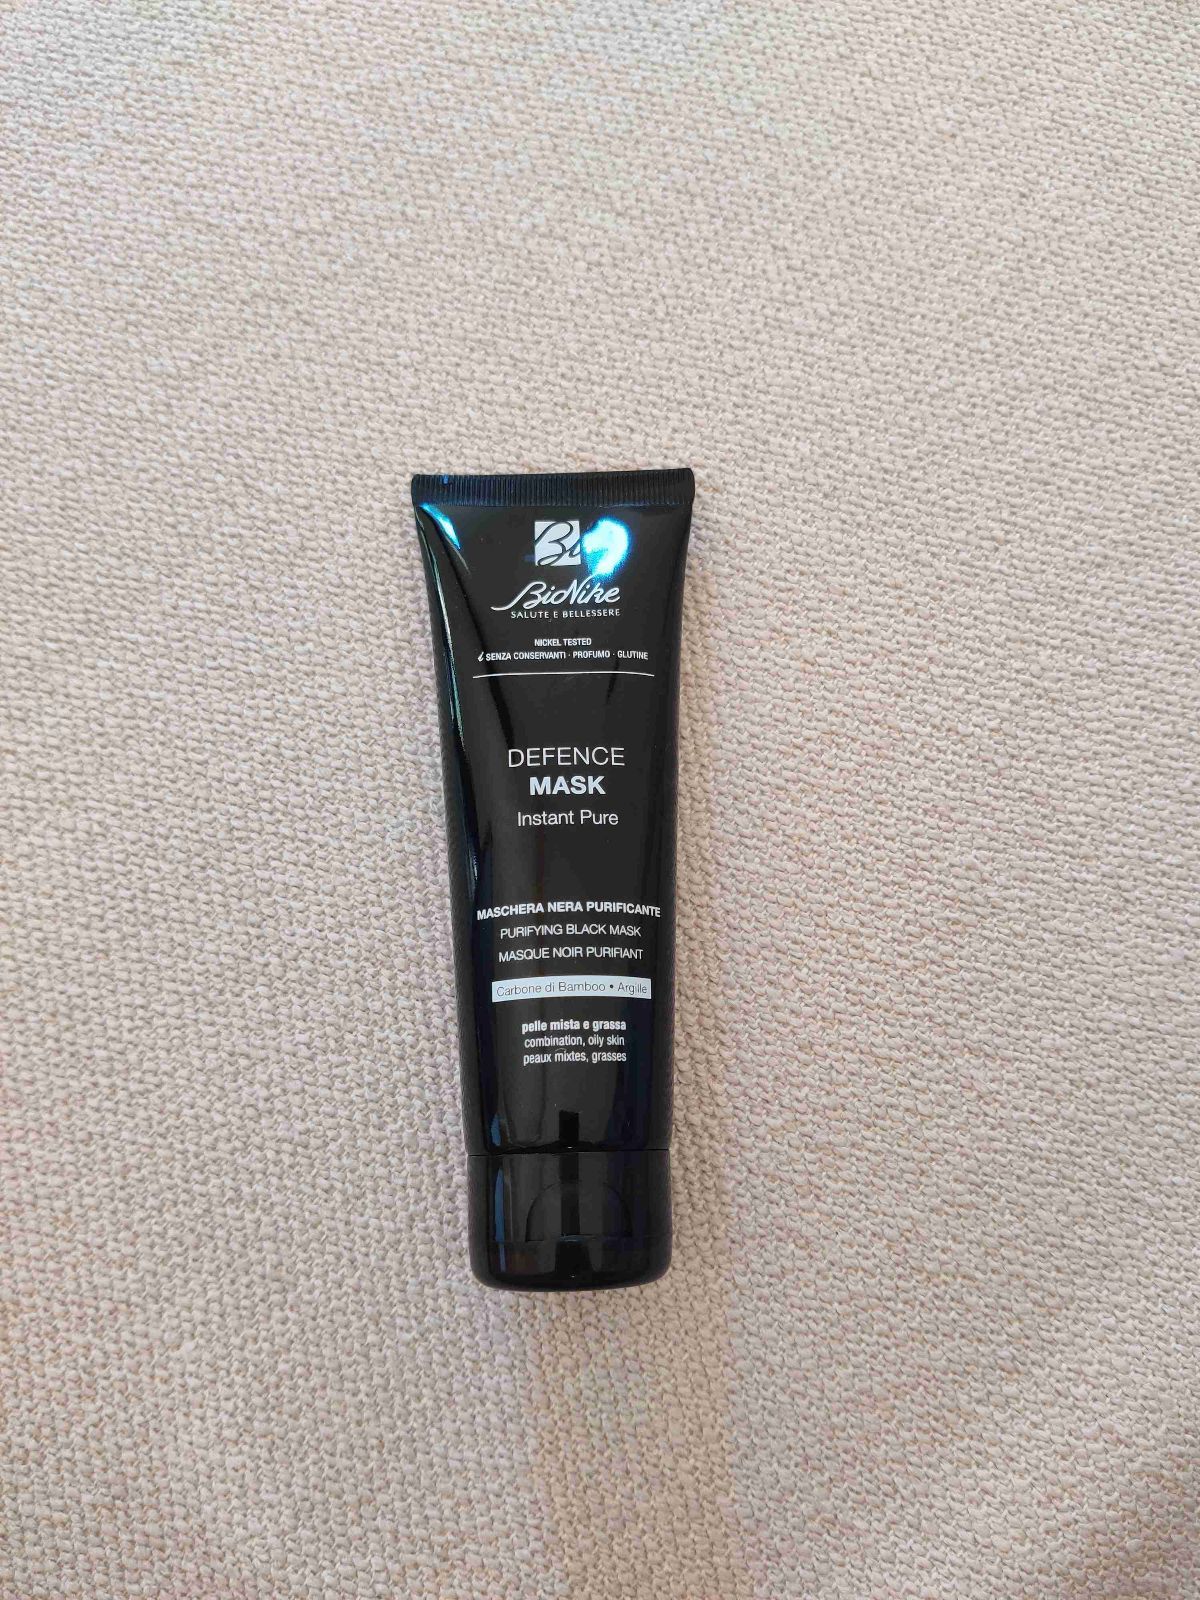 Bi
BioNike
SALUTE E BELLESSERE
NICKEL TESTED
SENZA CONSERVANTI · PROFUMO · GLUTINE
DEFENCE
MASK
Instant Pure
MASCHERA NERA PURIFICANTE
PURIFYING BLACK MASK
MASQUE NOIR PURIFIANT
Carbone di Bamboo • Argille
pelle mista e grassa
combination, oily skin
peaux mixtes, grasses